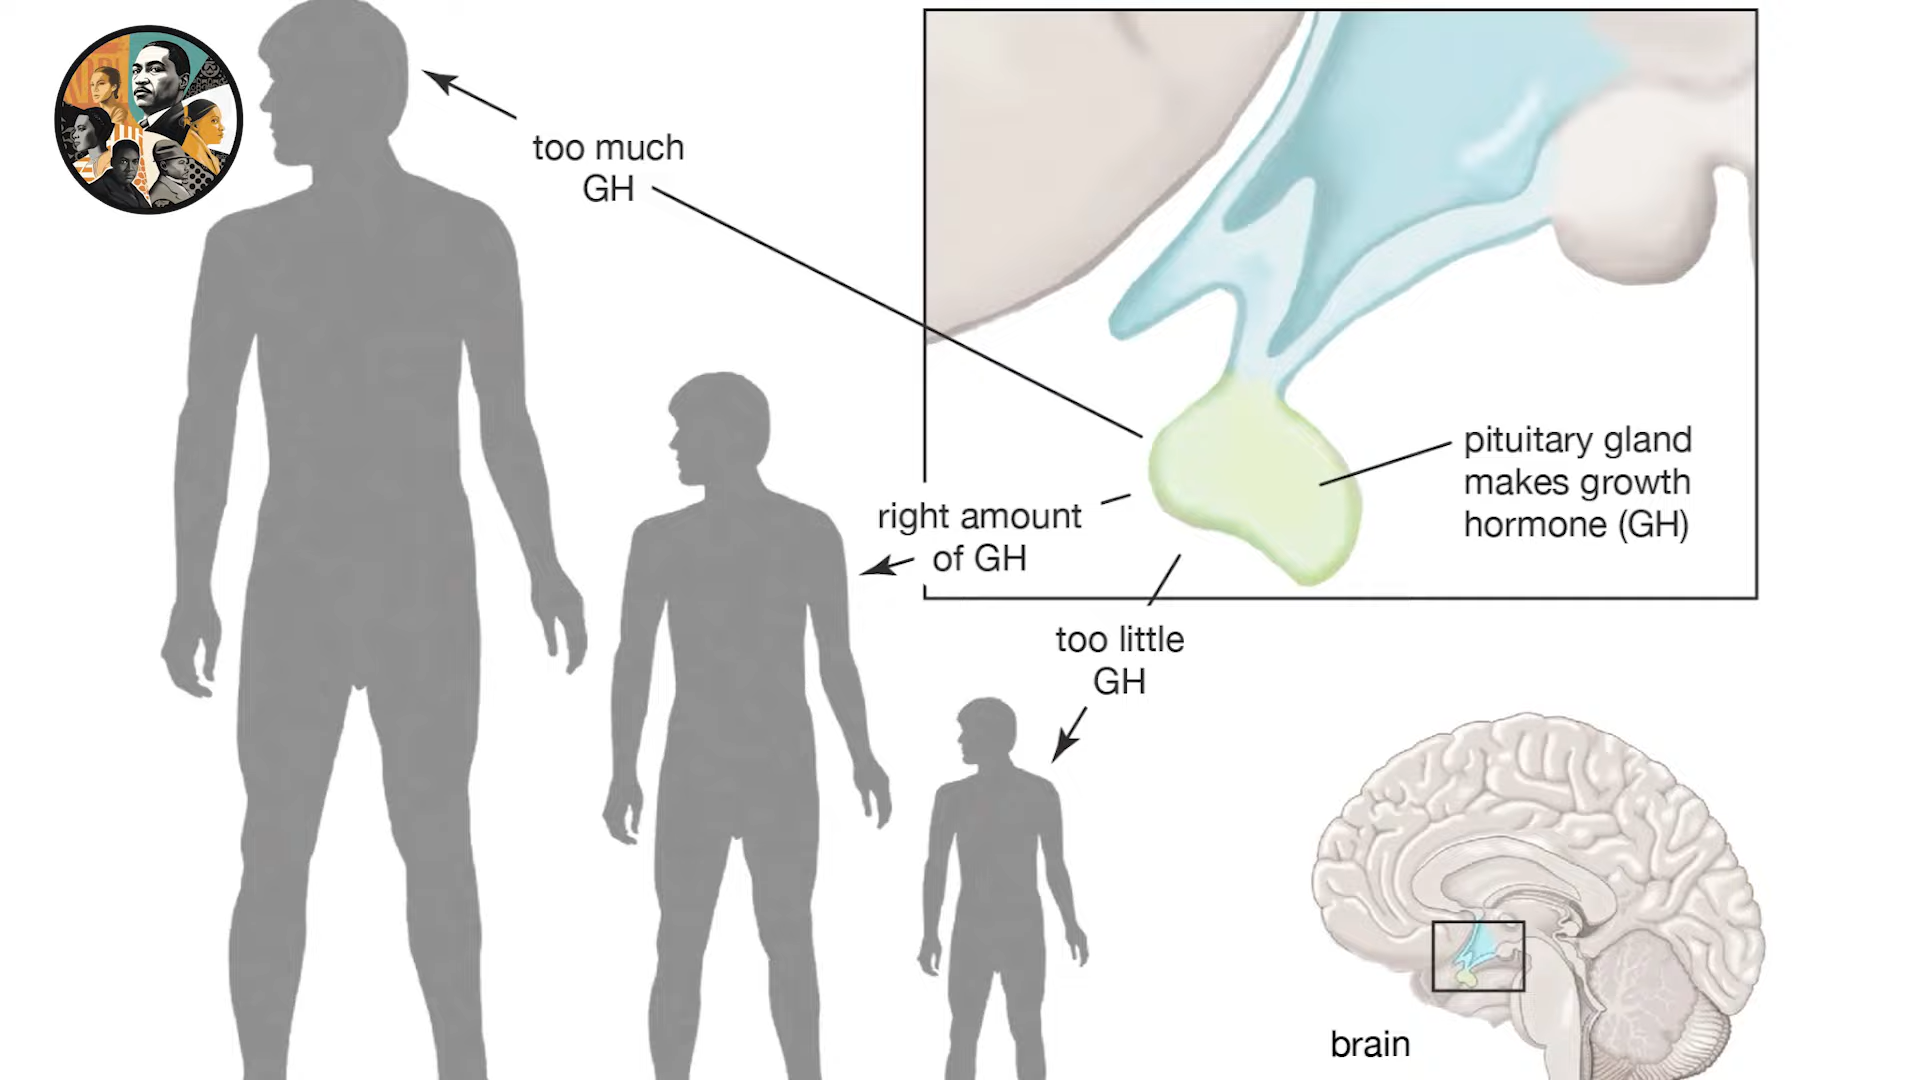 too much
GH
right amount
of GH
too little
GH
pituitary gland
makes growth
hormone (GH)
brain